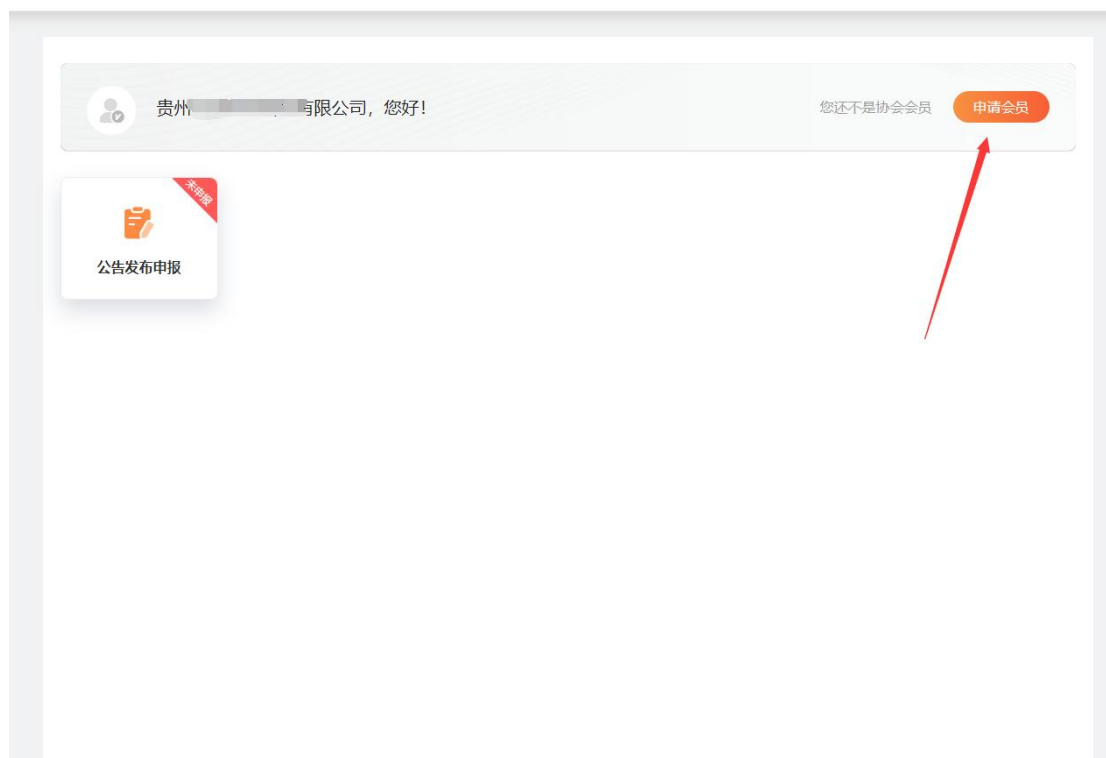 贵州 有限公司，您好！
您还不是协会会员
申请会员
未申报
公告发布申报